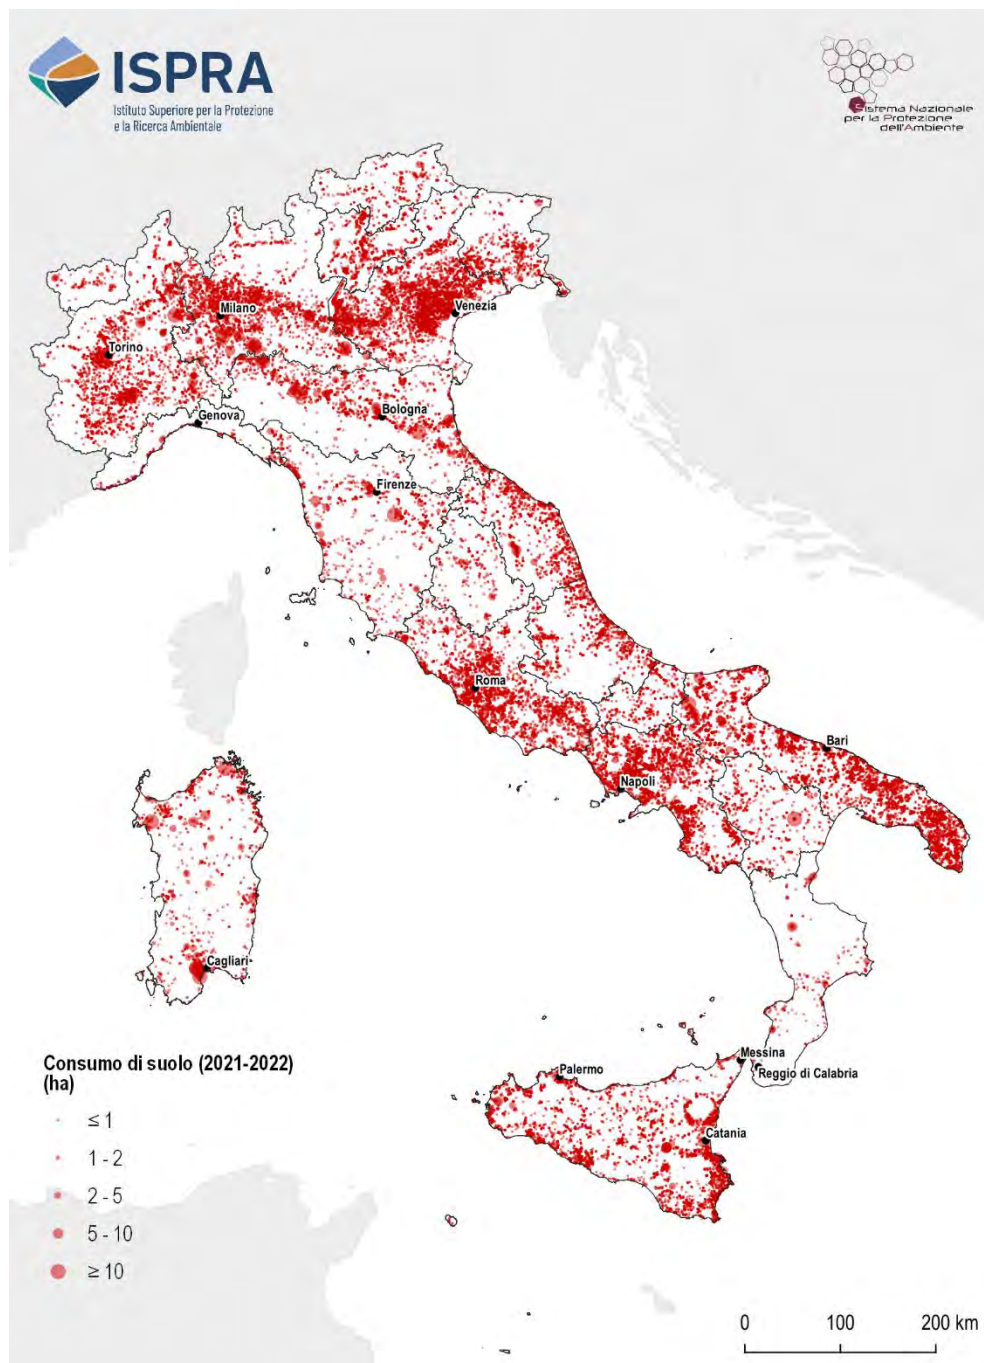 ISPRA
Istituto Superiore per la Protezione
e la Ricerca Ambientale
Sistema Nazionale
per la Protezione
dell'Ambiente
Milano
Venezia
Torino
Bologna
Genova
Firenze
Roma
Bari
Napoli
Cagliari
Messina
Palermo
Reggio di Calabria
Catania
Consumo di suolo (2021-2022)
(ha)
≤ 1
1 - 2
2 - 5
5 - 10
≥ 10
0 100 200 km